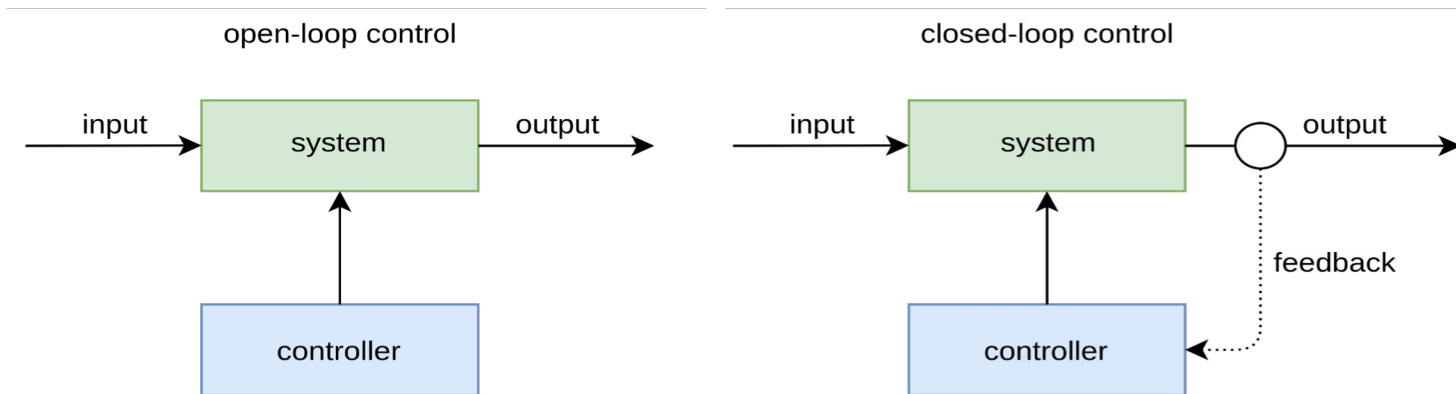 open-loop control
input
system
output
controller
closed-loop control
input
system
output
feedback
controller